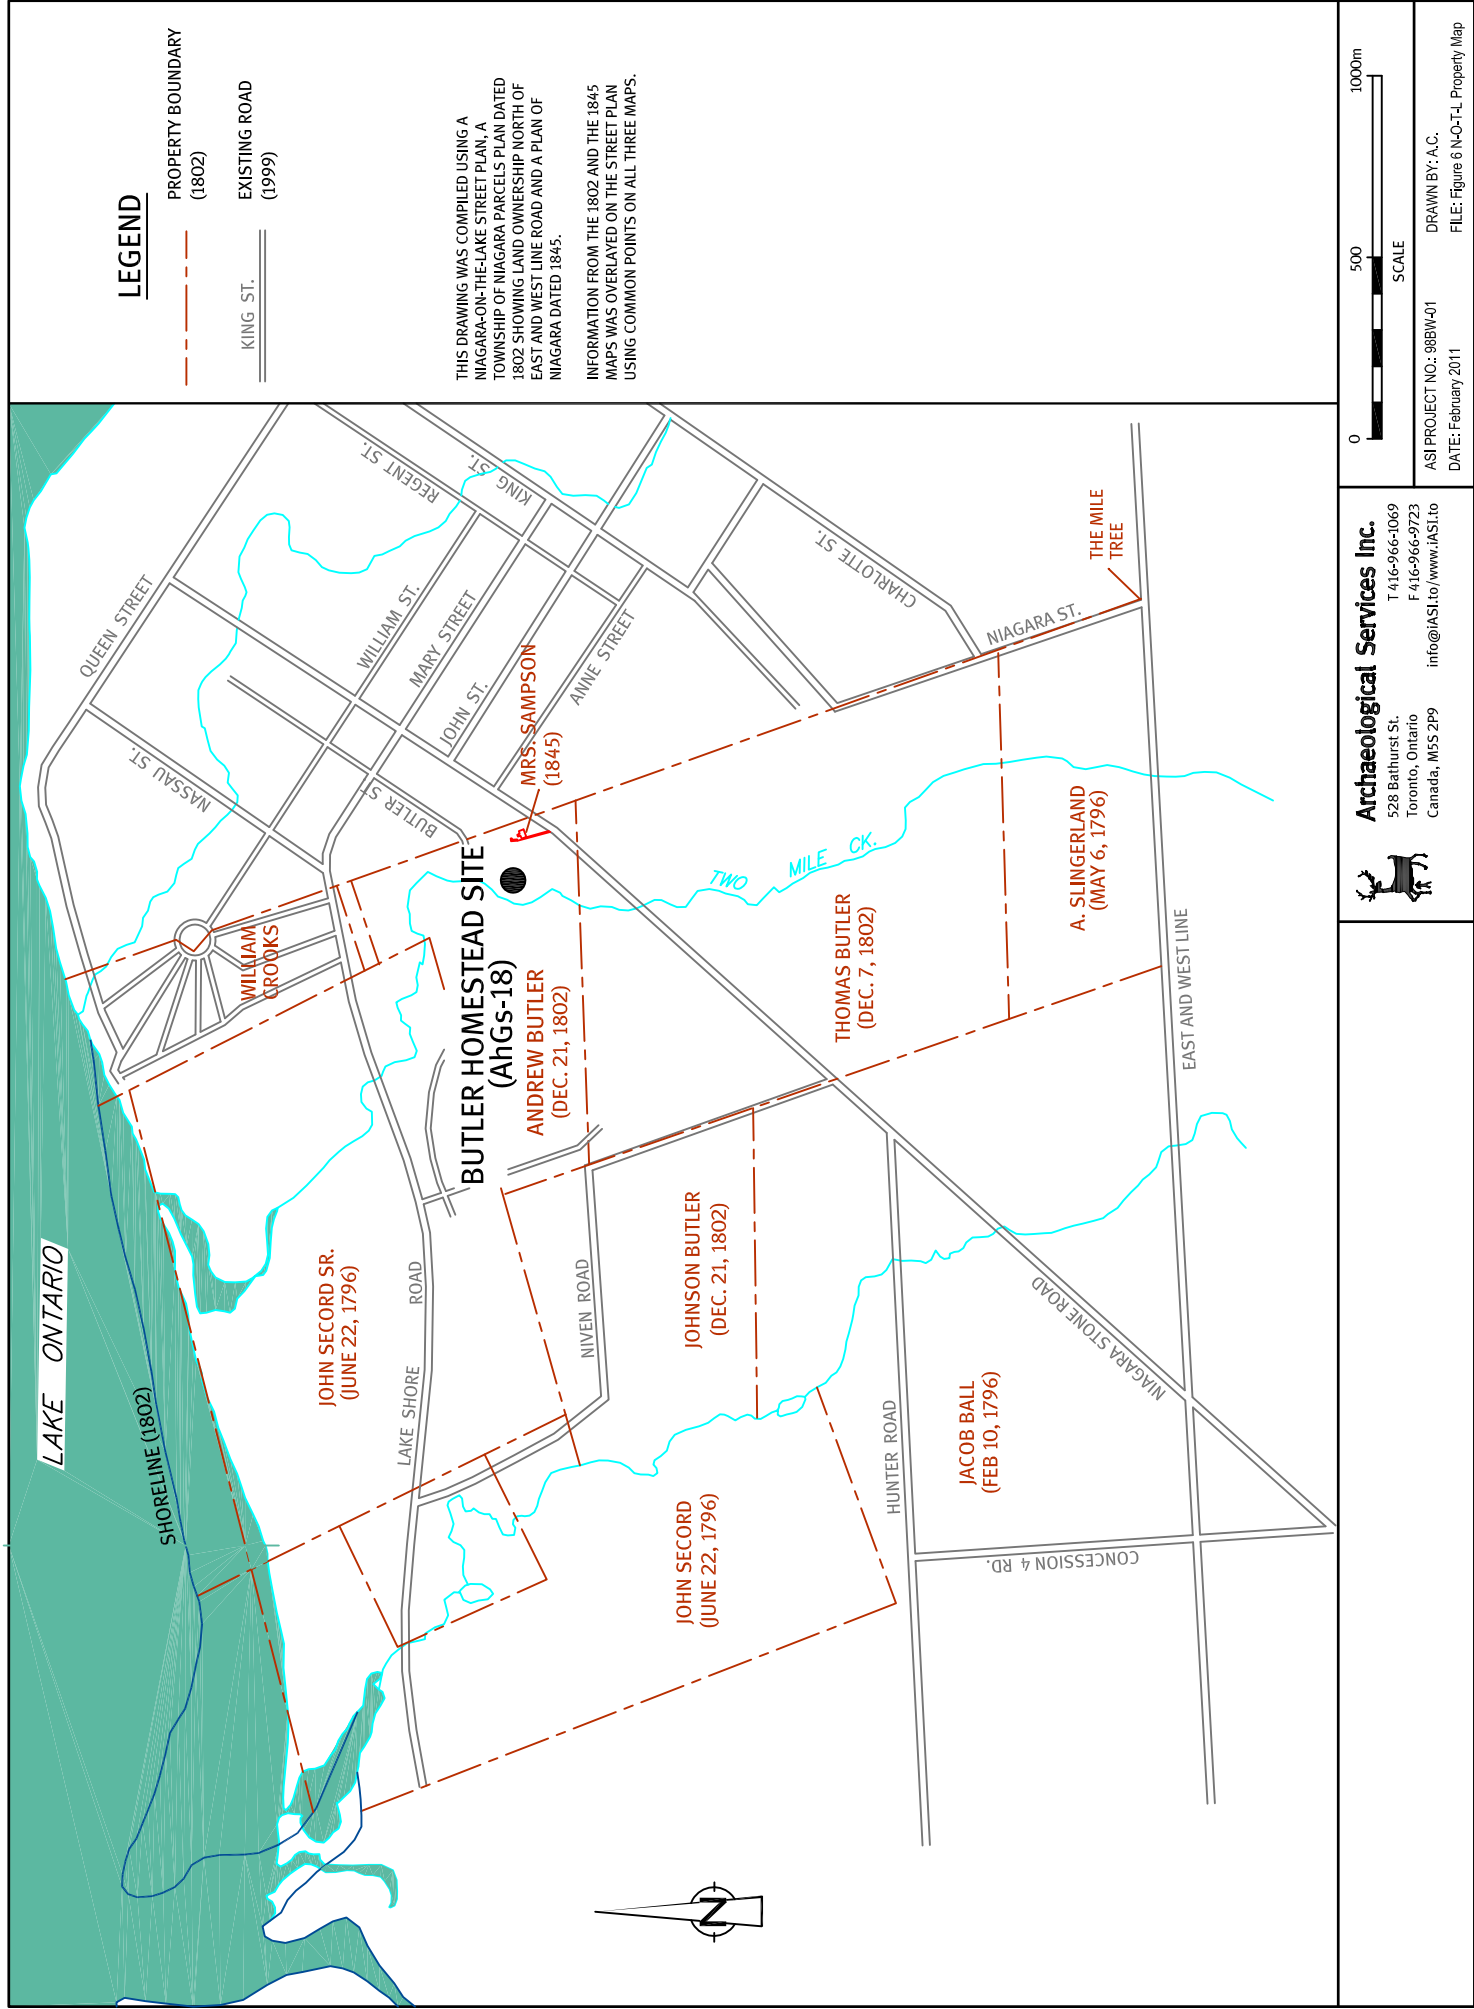 LAKE ONTARIO
SHORELINE (1802)
QUEEN STREET
NASSAU ST.
REGENT ST.
KING ST.
WILLIAM ST.
MARY STREET
JOHN ST.
ANNE STREET
BUTLER ST
CHARLOTTE ST.
NIAGARA ST.
THE MILE
TREE
MRS. SAMPSON
(1845)
WILLIAM
CROOKS
BUTLER HOMESTEAD SITE
(AhGs-18)
ANDREW BUTLER
(DEC. 21, 1802)
TWO MILE CK.
THOMAS BUTLER
(DEC. 7, 1802)
A. SLINGERLAND
(MAY 6, 1796)
EAST AND WEST LINE
JOHN SECORD SR.
(JUNE 22, 1796)
LAKE SHORE ROAD
NIVEN ROAD
JOHNSON BUTLER
(DEC. 21, 1802)
NIAGARA STONE ROAD
HUNTER ROAD
JACOB BALL
(FEB 10, 1796)
JOHN SECORD
(JUNE 22, 1796)
CONCESSION 4 RD.
N
LEGEND
PROPERTY BOUNDARY
(1802)
KING ST.
EXISTING ROAD
(1999)
THIS DRAWING WAS COMPILED USING A
NIAGARA-ON-THE-LAKE STREET PLAN, A
TOWNSHIP OF NIAGARA PARCELS PLAN DATED
1802 SHOWING LAND OWNERSHIP NORTH OF
EAST AND WEST LINE ROAD AND A PLAN OF
NIAGARA DATED 1845.
INFORMATION FROM THE 1802 AND THE 1845
MAPS WAS OVERLAYED ON THE STREET PLAN
USING COMMON POINTS ON ALL THREE MAPS.
Archaeological Services Inc.
528 Bathurst St. T 416-966-1069
Toronto, Ontario F 416-966-9723
Canada, M5S 2P9 info@iASI.to/www.iASI.to
0 500 1000m
SCALE
ASI PROJECT NO.: 98BW-01 DRAWN BY: A.C.
DATE: February 2011 FILE: Figure 6 N-O-T-L Property Map